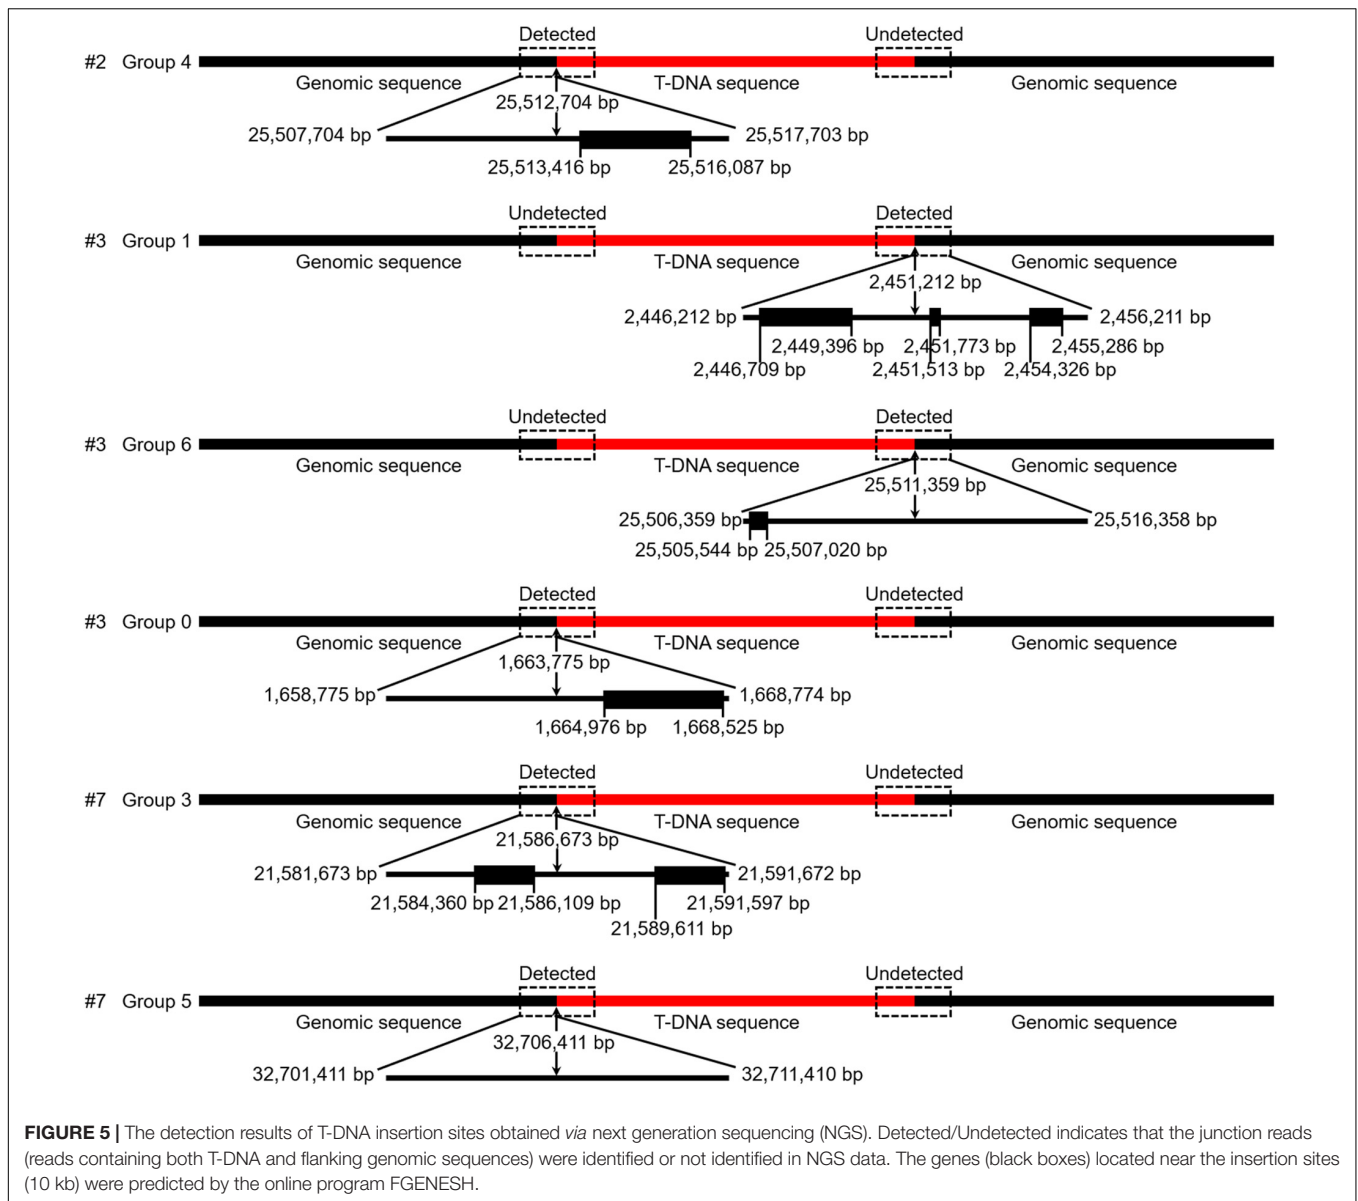 Detected Undetected
#2 Group 4
Genomic sequence T-DNA sequence Genomic sequence
25,512,704 bp
25,507,704 bp 25,517,703 bp
25,513,416 bp 25,516,087 bp
Undetected Detected
#3 Group 1
Genomic sequence T-DNA sequence Genomic sequence
2,451,212 bp
2,446,212 bp 2,456,211 bp
2,449,396 bp 2,451,773 bp 2,455,286 bp
2,446,709 bp 2,451,513 bp 2,454,326 bp
Undetected Detected
#3 Group 6
Genomic sequence T-DNA sequence Genomic sequence
25,511,359 bp
25,506,359 bp 25,516,358 bp
25,505,544 bp 25,507,020 bp
Detected Undetected
#3 Group 0
Genomic sequence T-DNA sequence Genomic sequence
1,663,775 bp
1,658,775 bp 1,668,774 bp
1,664,976 bp 1,668,525 bp
Detected Undetected
#7 Group 3
Genomic sequence T-DNA sequence Genomic sequence
21,586,673 bp
21,581,673 bp 21,591,672 bp
21,584,360 bp 21,586,109 bp 21,591,597 bp
21,589,611 bp
Detected Undetected
#7 Group 5
Genomic sequence T-DNA sequence Genomic sequence
32,706,411 bp
32,701,411 bp 32,711,410 bp
FIGURE 5 | The detection results of T-DNA insertion sites obtained via next generation sequencing (NGS). Detected/Undetected indicates that the junction reads
(reads containing both T-DNA and flanking genomic sequences) were identified or not identified in NGS data. The genes (black boxes) located near the insertion sites
(10 kb) were predicted by the online program FGENESH.